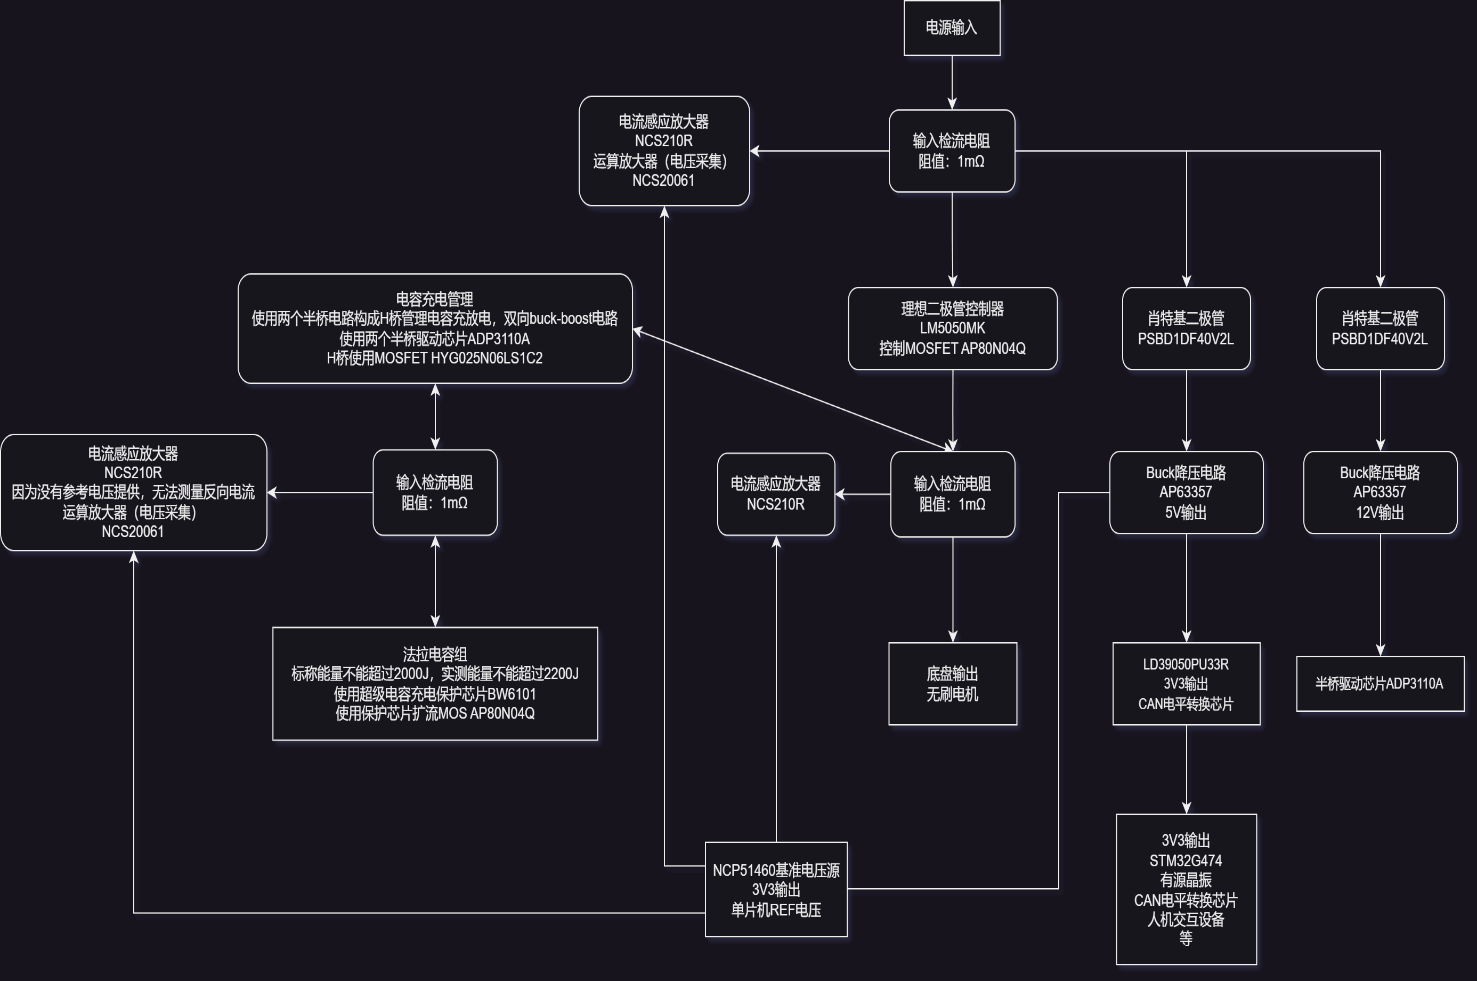 电源输入
电流感应放大器
NCS210R
运算放大器（电压采集）
NCS20061
输入检流电阻
阻值：1mΩ
电容充电管理
使用两个半桥电路构成H桥管理电容充放电，双向buck-boost电路
使用两个半桥驱动芯片ADP3110A
H桥使用MOSFET HYG025N06LS1C2
理想二极管控制器
LM5050MK
控制MOSFET AP80N04Q
肖特基二极管
PSBD1DF40V2L
肖特基二极管
PSBD1DF40V2L
电流感应放大器
NCS210R
因为没有参考电压提供，无法测量反向电流
运算放大器（电压采集）
NCS20061
输入检流电阻
阻值：1mΩ
电流感应放大器
NCS210R
输入检流电阻
阻值：1mΩ
Buck降压电路
AP63357
5V输出
Buck降压电路
AP63357
12V输出
法拉电容组
标称能量不能超过2000J，实测能量不能超过2200J
使用超级电容充电保护芯片BW6101
使用保护芯片扩流MOS AP80N04Q
底盘输出
无刷电机
LD39050PU33R
3V3输出
CAN电平转换芯片
半桥驱动芯片ADP3110A
NCP51460基准电压源
3V3输出
单片机REF电压
3V3输出
STM32G474
有源晶振
CAN电平转换芯片
人机交互设备
等